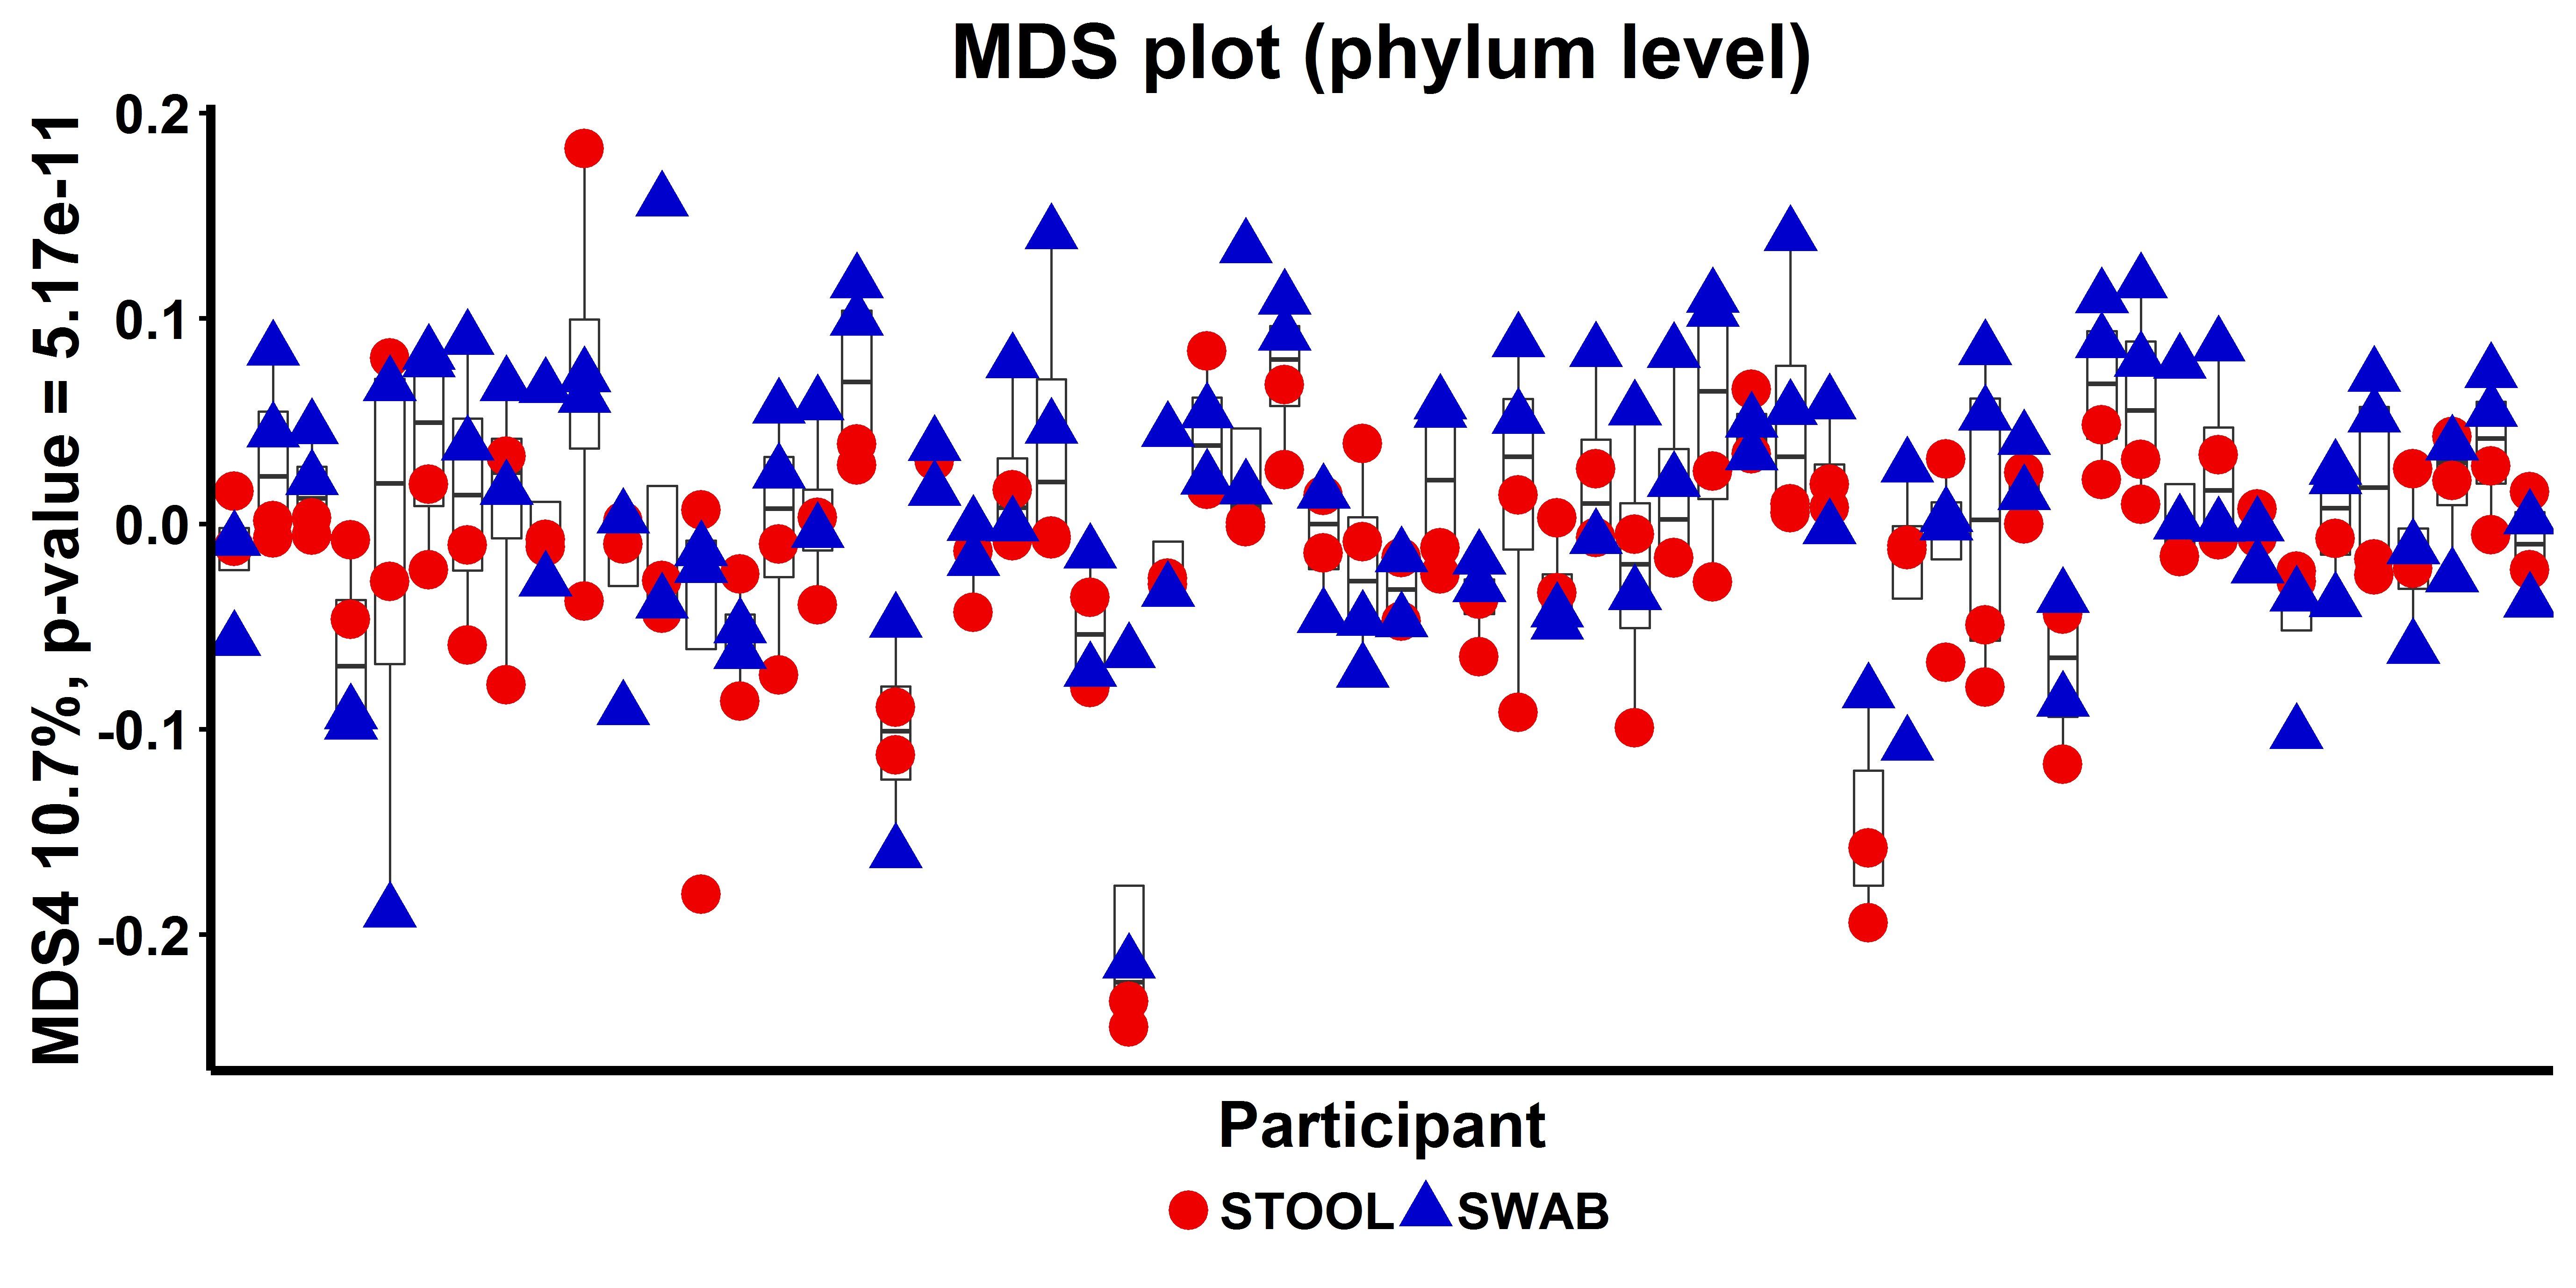 MDS plot (phylum level)
MDS4 10.7%, p-value = 5.17e-11
0.2
0.1
0.0
-0.1
-0.2
Participant
STOOL SWAB